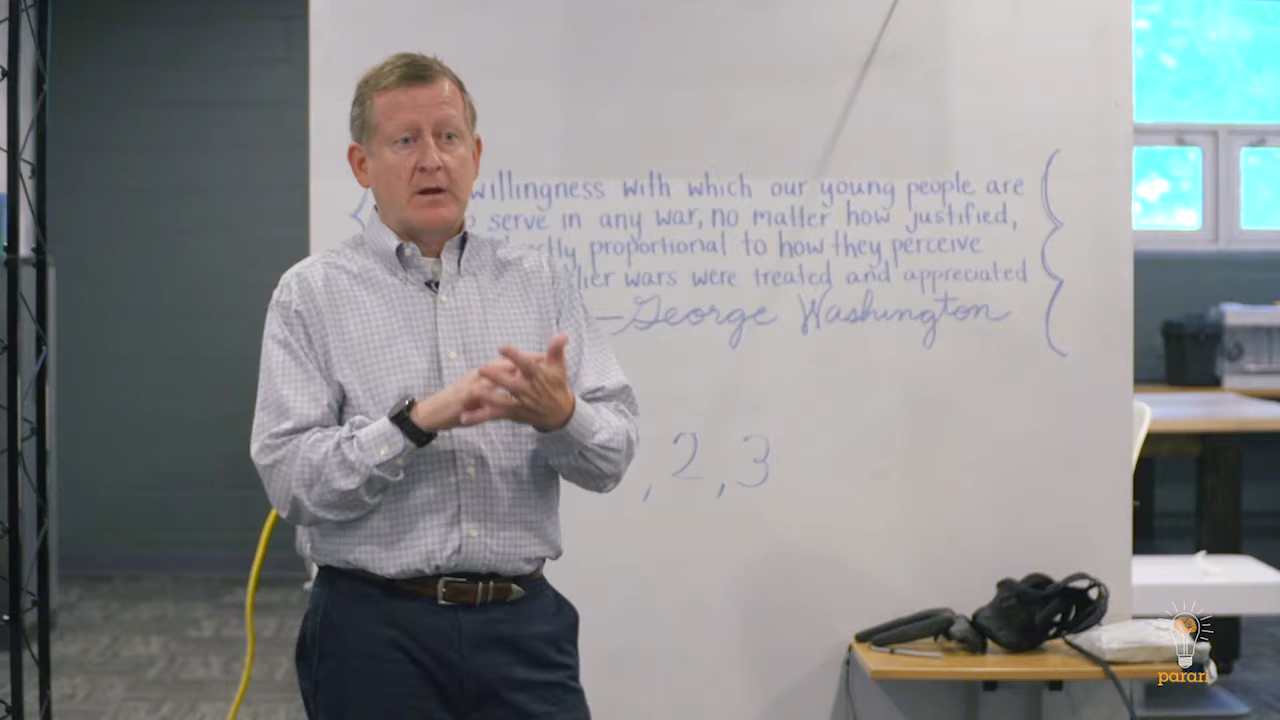 willingness with which our young people are
serve in any war, no matter how justified,
proportional to how they perceive
wars were treated and appreciated
—George Washington
, 2, 3
paran